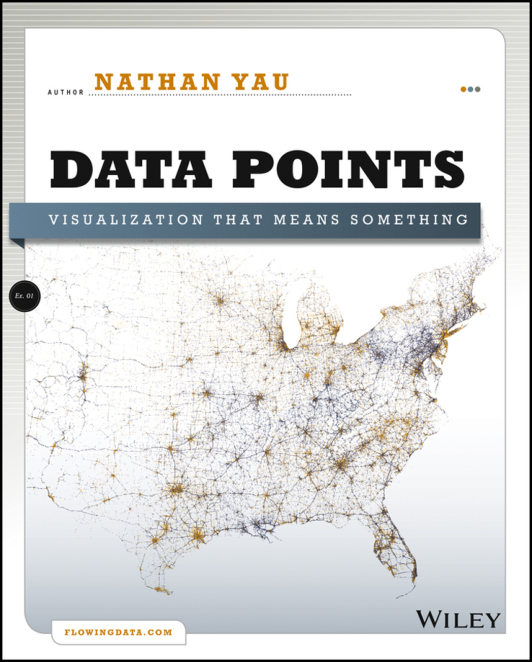 AUTHOR NATHAN YAU
DATA POINTS
VISUALIZATION THAT MEANS SOMETHING
Ex. 01
WILEY
FLOWINGDATA.COM